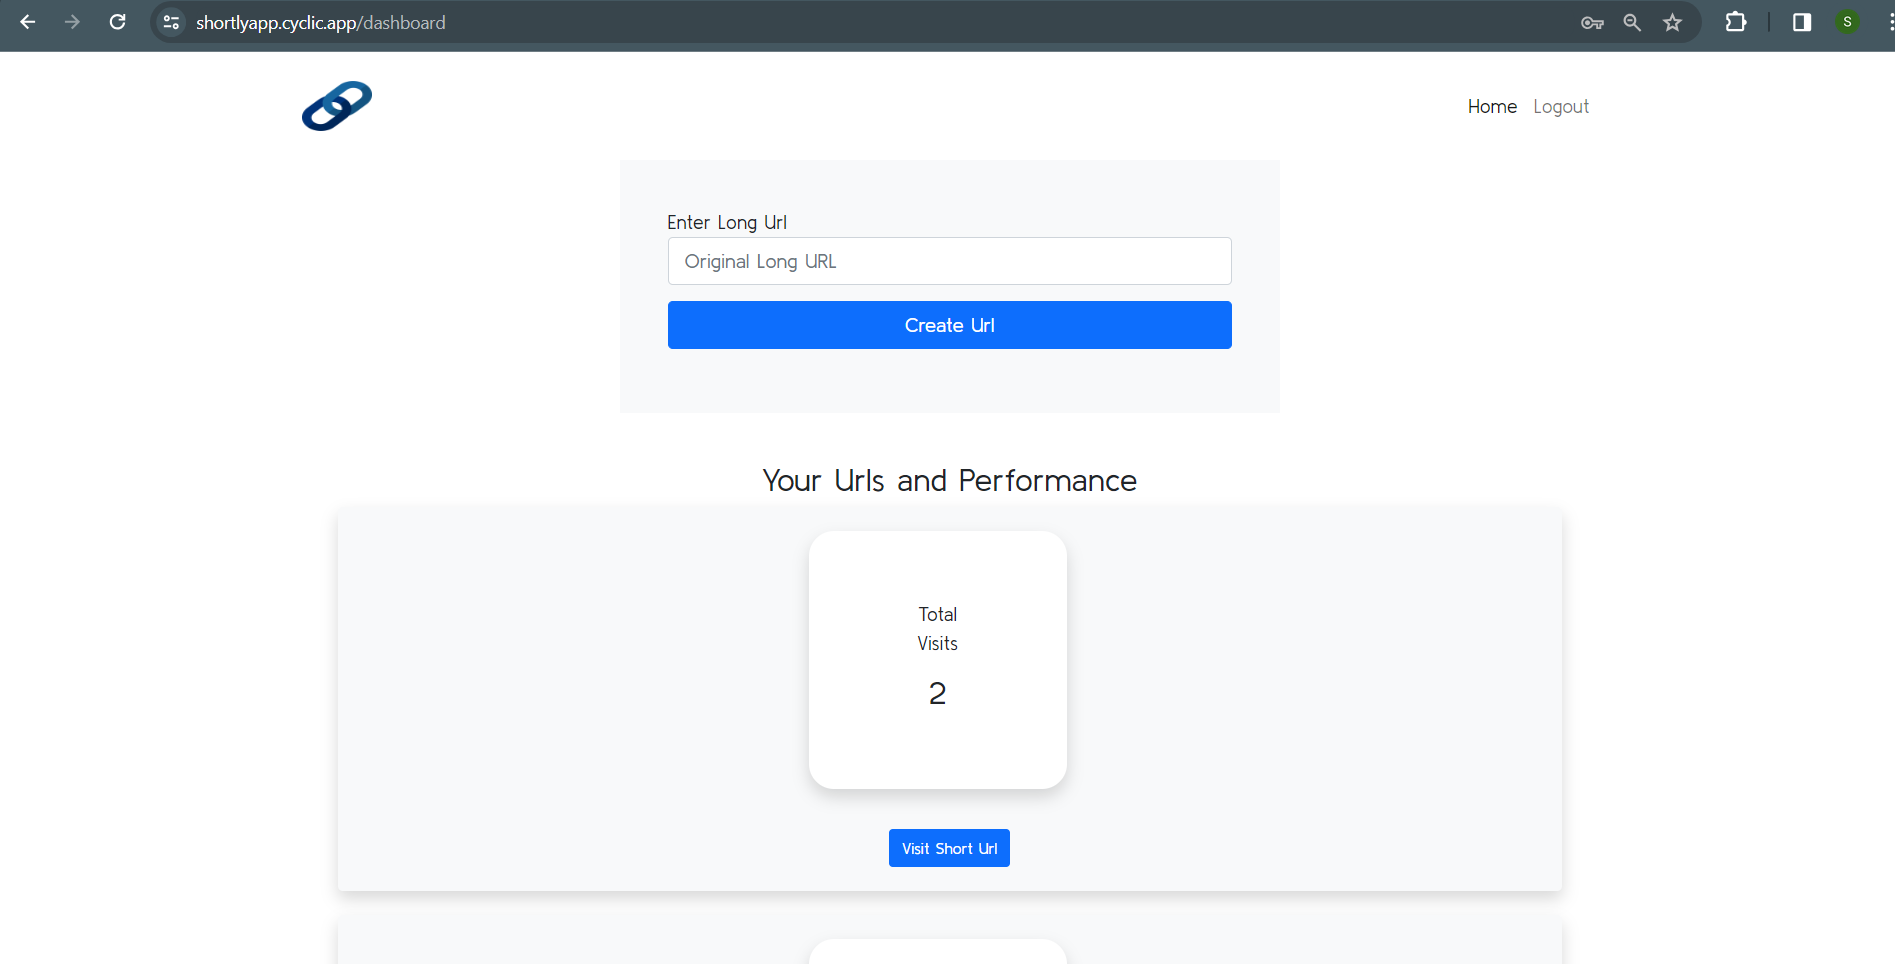 shortlyapp.cyclic.app/dashboard
S
Home Logout
Enter Long Url
Original Long URL
Create Url
Your Urls and Performance
Total
Visits
2
Visit Short Url